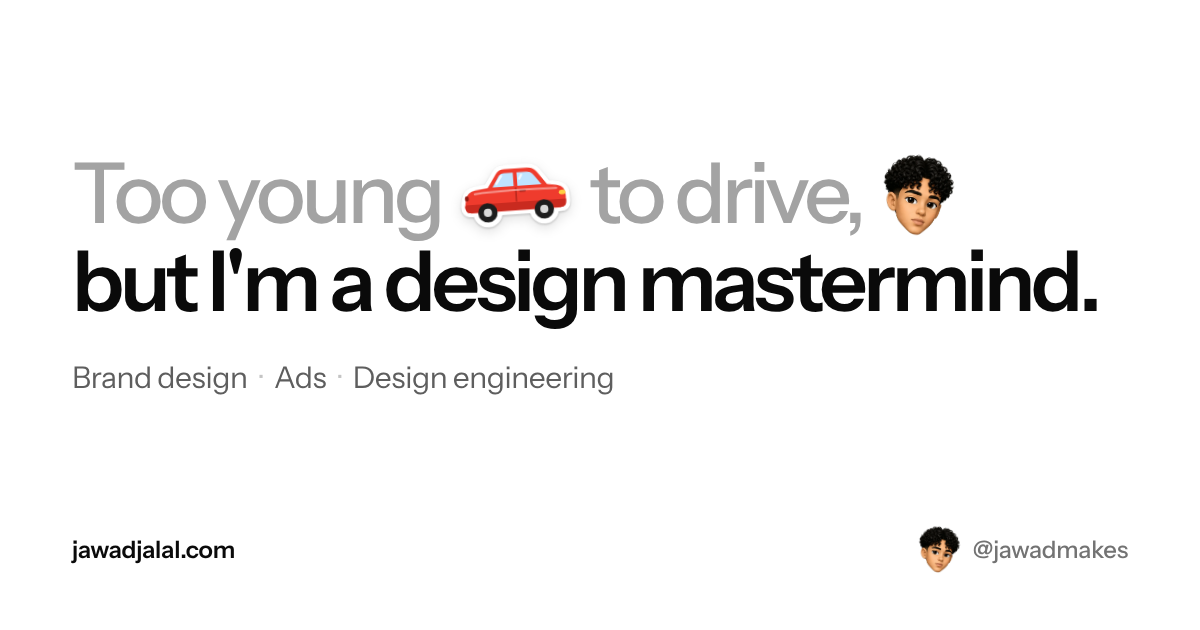 Too young 🚗 to drive,
but I'm a design mastermind.
Brand design · Ads · Design engineering
jawadjalal.com
@jawadmakes